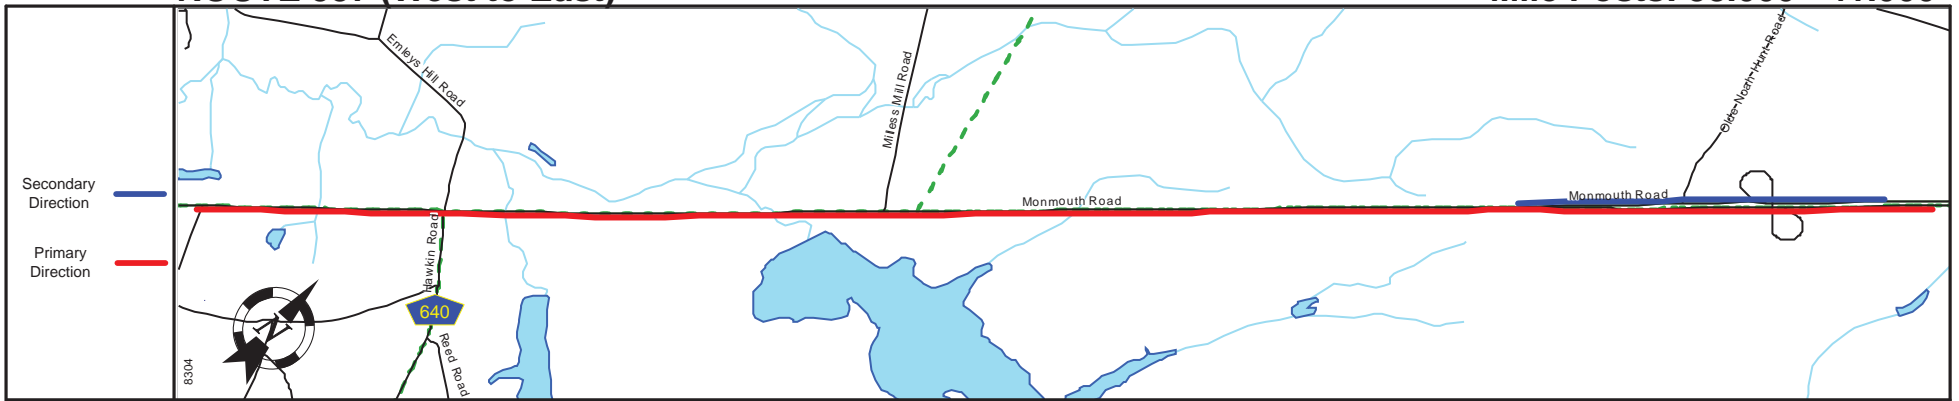 Secondary
Direction
Primary
Direction
Emleys Hill Road
Miless Mill Road
Olde-Noah-Hunt-Road
Monmouth Road
Monmouth Road
Hawkin Road
640
Reed Road
N
8304